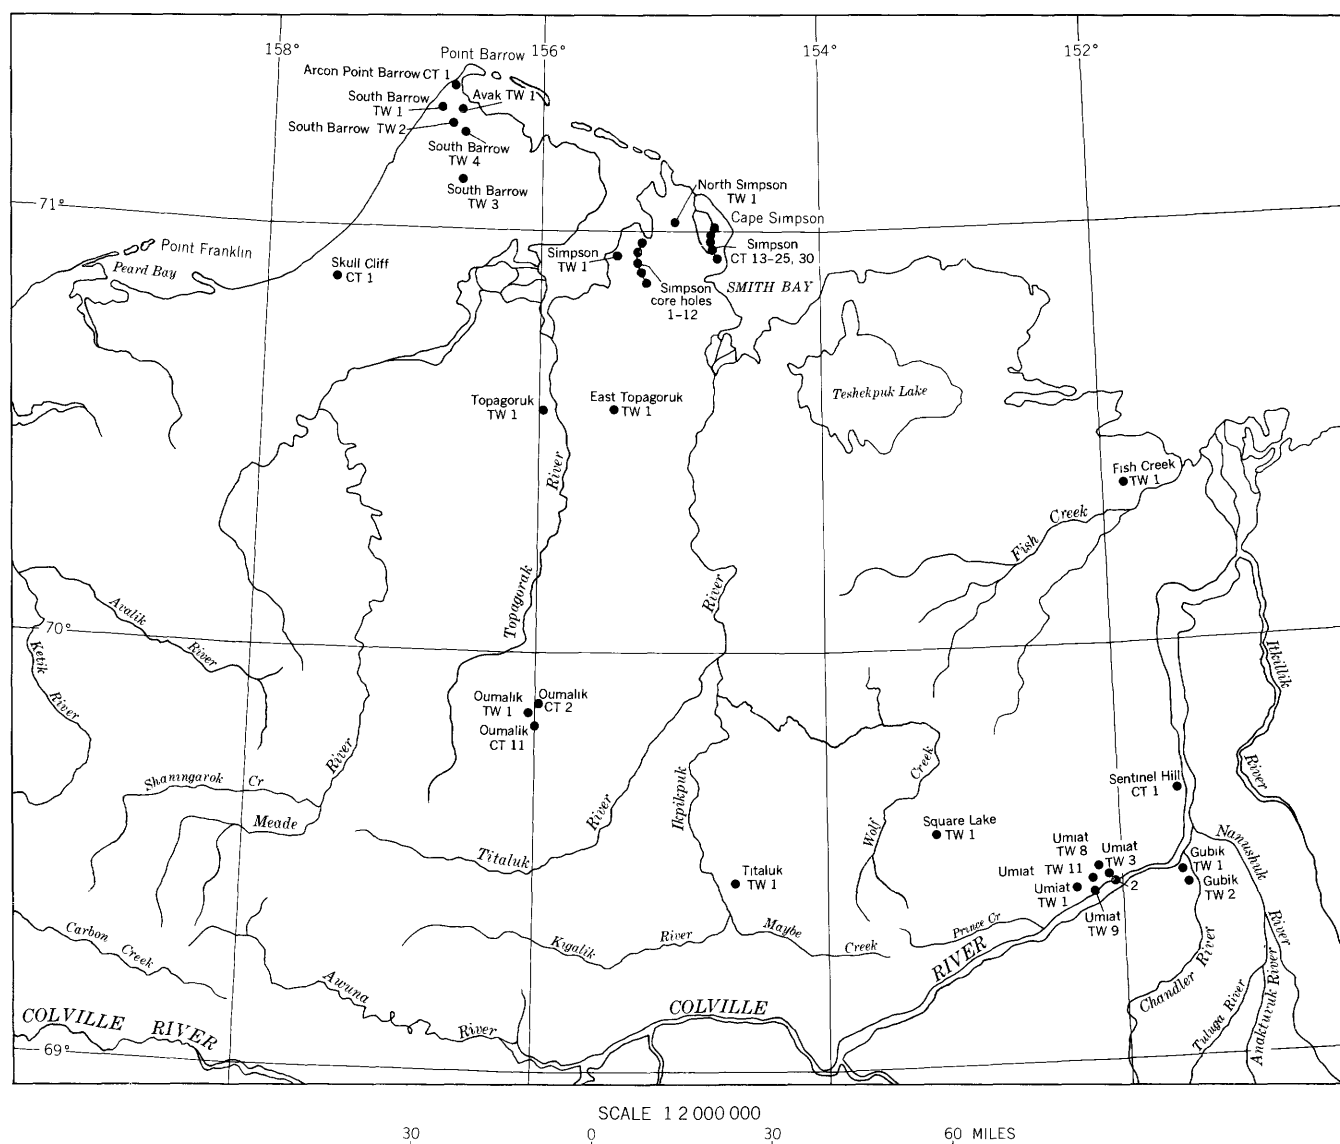 158°
156°
154°
152°
Point Barrow
Arcon Point Barrow CT 1
South Barrow
TW 1
Avak TW 1
South Barrow TW 2
South Barrow
TW 4
South Barrow
TW 3
North Simpson
TW 1
71°
Cape Simpson
Point Franklin
Peard Bay
Skull Cliff
CT 1
Simpson
TW 1
Simpson
CT 13-25, 30
Simpson
core holes
1-12
SMITH BAY
Teshekpuk Lake
Topagoruk
TW 1
East Topagoruk
TW 1
River
Fish Creek
TW 1
Fish Creek
Topagorak
River
70°
Avalik
River
Ketik
River
Itkillik
River
Oumalik
TW 1
Oumalik
CT 2
Oumalik
CT 11
River
Shaningarok Cr
Meade
Titaluk
River
Ikpikpuk
Creek
Wolf
Sentinel Hill
CT 1
Square Lake
TW 1
Titaluk
TW 1
Umiat
TW 8
Umiat
TW 3
Umiat TW 11
Umiat
TW 1
2
Umiat
TW 9
Gubik
TW 1
Gubik
TW 2
Nanushuk
River
Carbon
Creek
Kigalik
River
Maybe
Creek
Prince Cr
RIVER
Chandler River
Tuluga River
Anaktuvuk River
Awuna
River
COLVILLE
COLVILLE RIVER
69°
SCALE 1 2 000 000
30 0 30 60 MILES